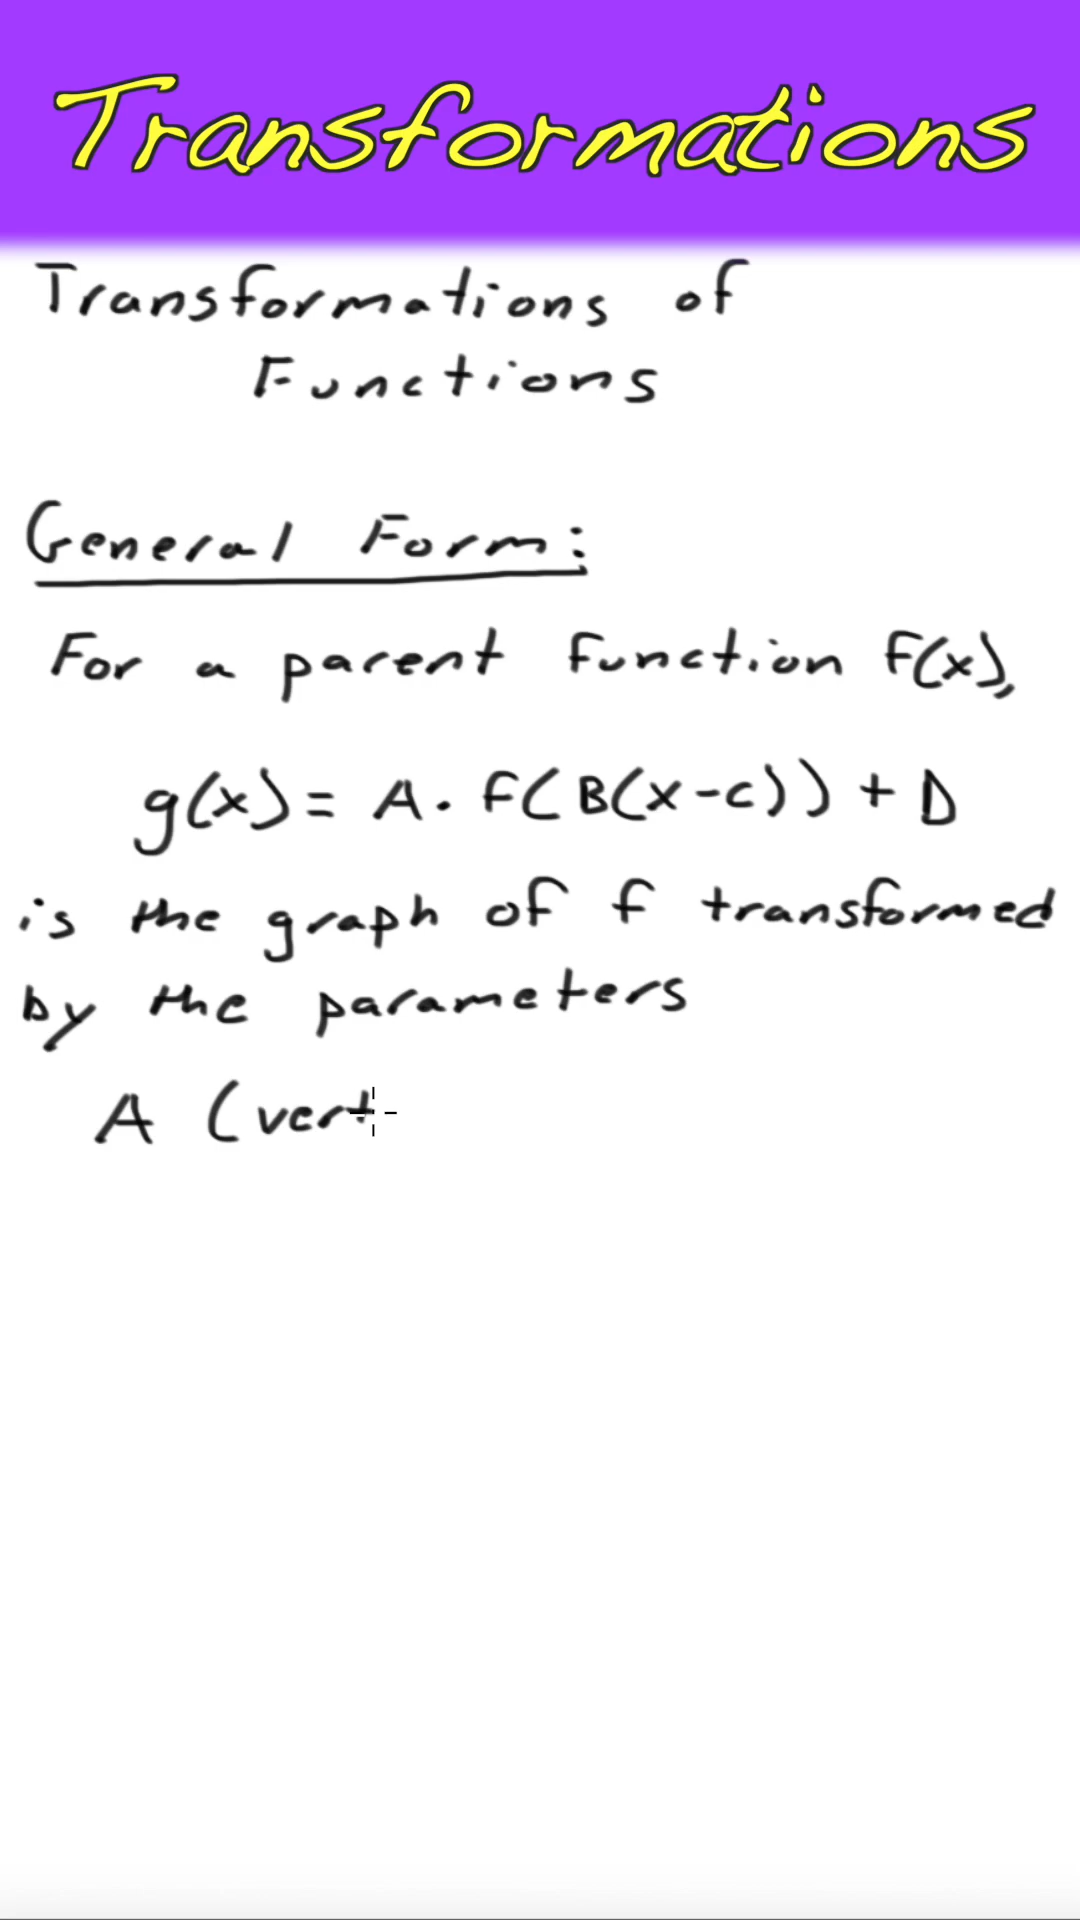 Transformations
Transformations of
Functions
General Form:
For a parent function f(x),
g(x) = A · f(B(x-c)) + D
is the graph of f transformed
by the parameters
A (vert